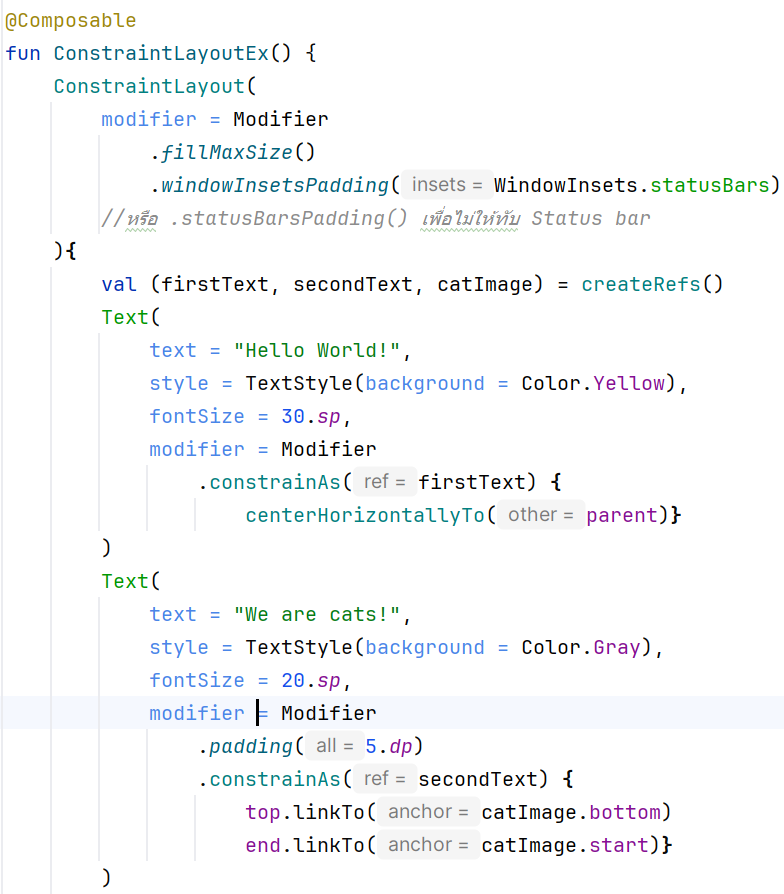 @Composable
fun ConstraintLayoutEx() {
ConstraintLayout(
modifier = Modifier
.fillMaxSize()
.windowInsetsPadding( insets = WindowInsets.statusBars)
//หรือ .statusBarsPadding() เพื่อไม่ให้ทับ Status bar
){
val (firstText, secondText, catImage) = createRefs()
Text(
text = "Hello World!",
style = TextStyle(background = Color.Yellow),
fontSize = 30.sp,
modifier = Modifier
.constrainAs( ref = firstText) {
centerHorizontallyTo( other = parent)}
)
Text(
text = "We are cats!",
style = TextStyle(background = Color.Gray),
fontSize = 20.sp,
modifier = Modifier
.padding( all = 5.dp)
.constrainAs( ref = secondText) {
top.linkTo( anchor = catImage.bottom)
end.linkTo( anchor = catImage.start)}
)